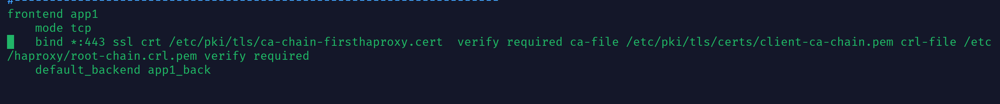 #---------------------------------------------------------------------
frontend app1
    mode tcp
    bind *:443 ssl crt /etc/pki/tls/ca-chain-firsthaproxy.cert  verify required ca-file /etc/pki/tls/certs/client-ca-chain.pem crl-file /etc
/haproxy/root-chain.crl.pem verify required
    default_backend app1_back